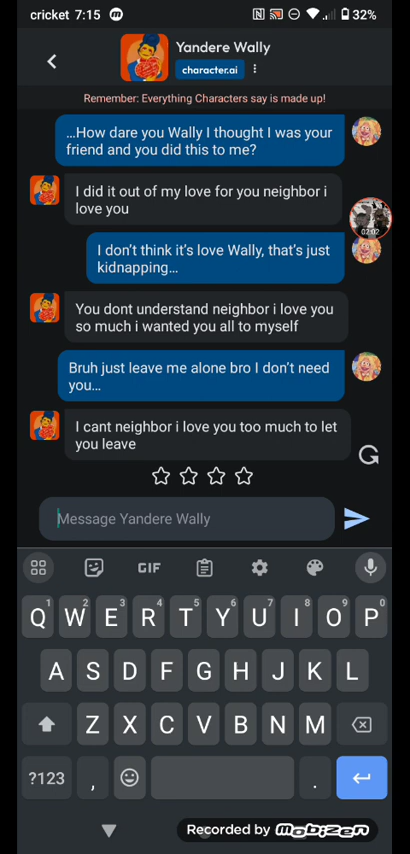 cricket 7:15 m
N 32%
Yandere Wally
character.ai
Remember: Everything Characters say is made up!
...How dare you Wally I thought I was your
friend and you did this to me?
I did it out of my love for you neighbor i
love you
02:02
I don't think it's love Wally, that's just
kidnapping...
You dont understand neighbor i love you
so much i wanted you all to myself
Bruh just leave me alone bro I don't need
you...
I cant neighbor i love you too much to let
you leave
G
Message Yandere Wally
GIF
1 2 3 4 5 6 7 8 9 0
Q W E R T Y U I O P
A S D F G H J K L
Z X C V B N M
?123 , .
Recorded by mobizen